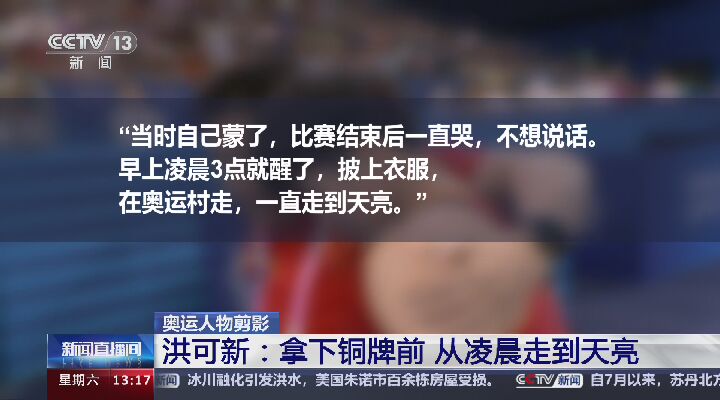 CCTV 13
新闻
“当时自己蒙了，比赛结束后一直哭，不想说话。
早上凌晨3点就醒了，披上衣服，
在奥运村走，一直走到天亮。”
奥运人物剪影
新闻直播间
LIVE NEWS
洪可新：拿下铜牌前 从凌晨走到天亮
星期六 13:17 新闻 冰川融化引发洪水，美国朱诺市百余栋房屋受损。 CCTV 新闻 自7月以来，苏丹北方